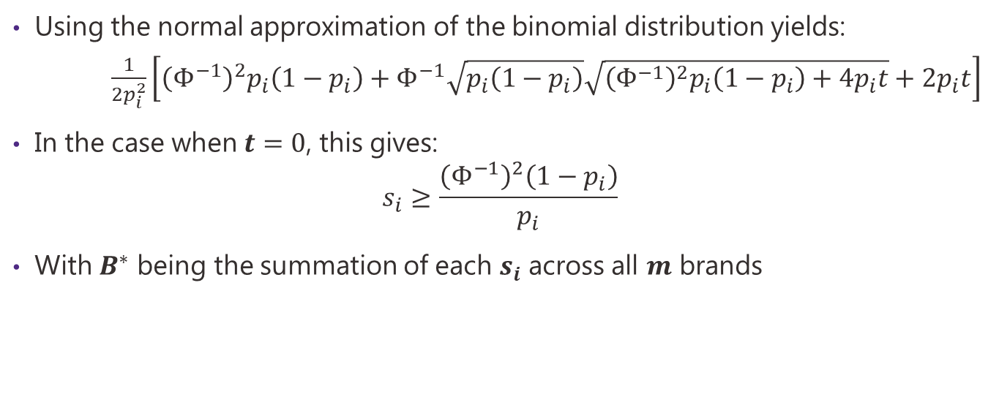 • Using the normal approximation of the binomial distribution yields:
$\frac{1}{2p_i^2}\left[(\Phi^{-1})^2 p_i(1-p_i) + \Phi^{-1}\sqrt{p_i(1-p_i)}\sqrt{(\Phi^{-1})^2 p_i(1-p_i) + 4p_i t} + 2p_i t\right]$
• In the case when $\boldsymbol{t} = 0$, this gives:
$s_i \geq \frac{(\Phi^{-1})^2(1-p_i)}{p_i}$
• With $\boldsymbol{B}^*$ being the summation of each $\boldsymbol{s_i}$ across all $\boldsymbol{m}$ brands